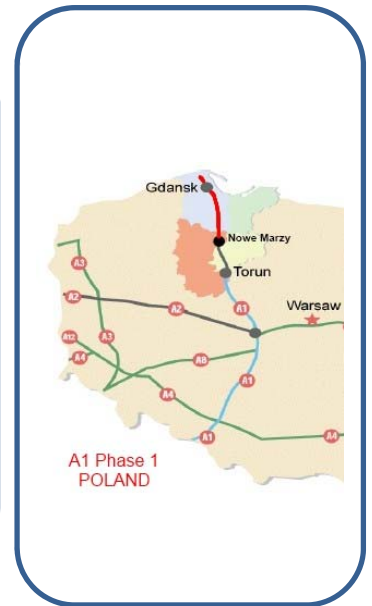 Gdansk
Nowe Marzy
Torun
A3
A2
A2
A1
Warsaw
A12
A3
A4
A8
A1
A4
A1
A4
A1 Phase 1
POLAND